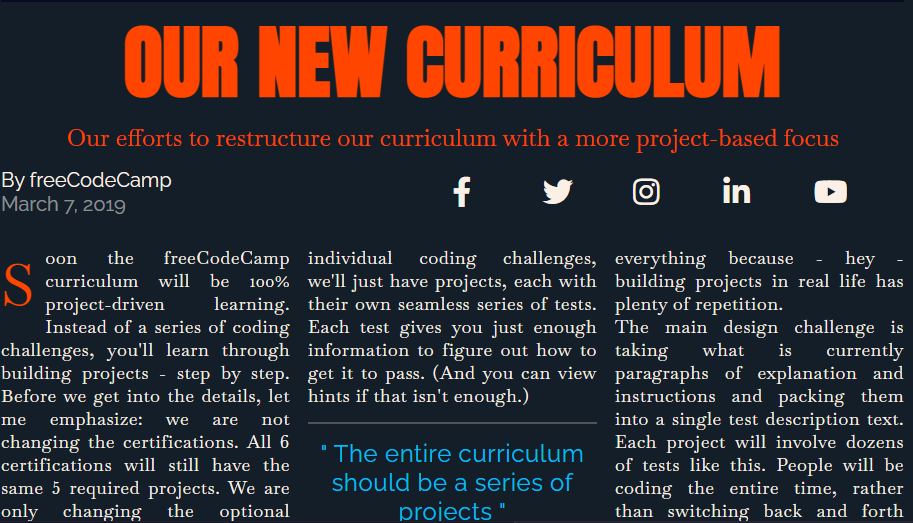 OUR NEW CURRICULUM
Our efforts to restructure our curriculum with a more project-based focus
By freeCodeCamp
March 7, 2019
Soon the freeCodeCamp
curriculum will be 100%
project-driven learning.
Instead of a series of coding
challenges, you'll learn through
building projects - step by step.
Before we get into the details, let
me emphasize: we are not
changing the certifications. All 6
certifications will still have the
same 5 required projects. We are
only changing the optional
individual coding challenges,
we'll just have projects, each with
their own seamless series of tests.
Each test gives you just enough
information to figure out how to
get it to pass. (And you can view
hints if that isn't enough.)
" The entire curriculum
should be a series of
projects "
everything because - hey -
building projects in real life has
plenty of repetition.
The main design challenge is
taking what is currently
paragraphs of explanation and
instructions and packing them
into a single test description text.
Each project will involve dozens
of tests like this. People will be
coding the entire time, rather
than switching back and forth